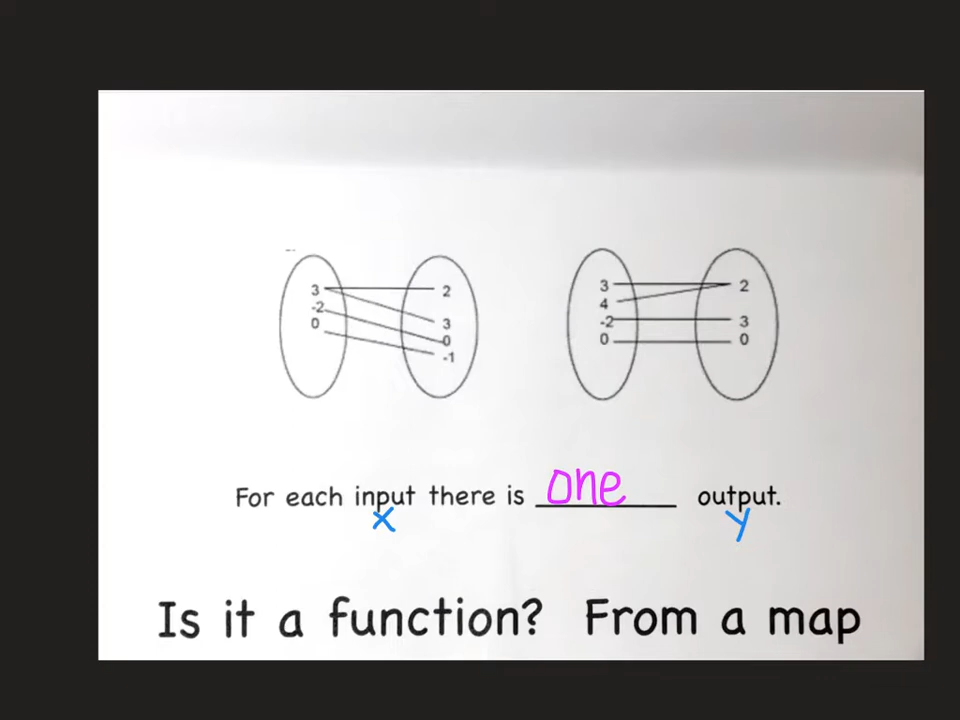 3 2
-2 3
0 0
-1
3 2
4
-2 3
0 0
For each input there is one output.
x y
Is it a function? From a map